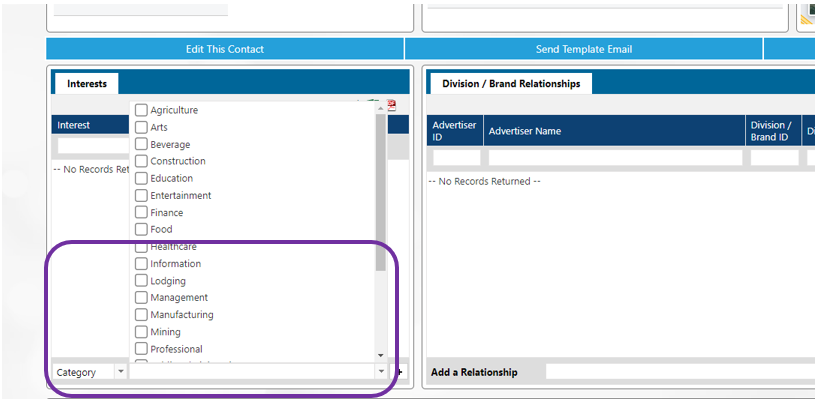 Edit This Contact
Send Template Email
Interests
Interest
-- No Records Ret
Agriculture
Arts
Beverage
Construction
Education
Entertainment
Finance
Food
Healthcare
Information
Lodging
Management
Manufacturing
Mining
Professional
Category
+
Division / Brand Relationships
Advertiser ID
Advertiser Name
Division / Brand ID
-- No Records Returned --
Add a Relationship